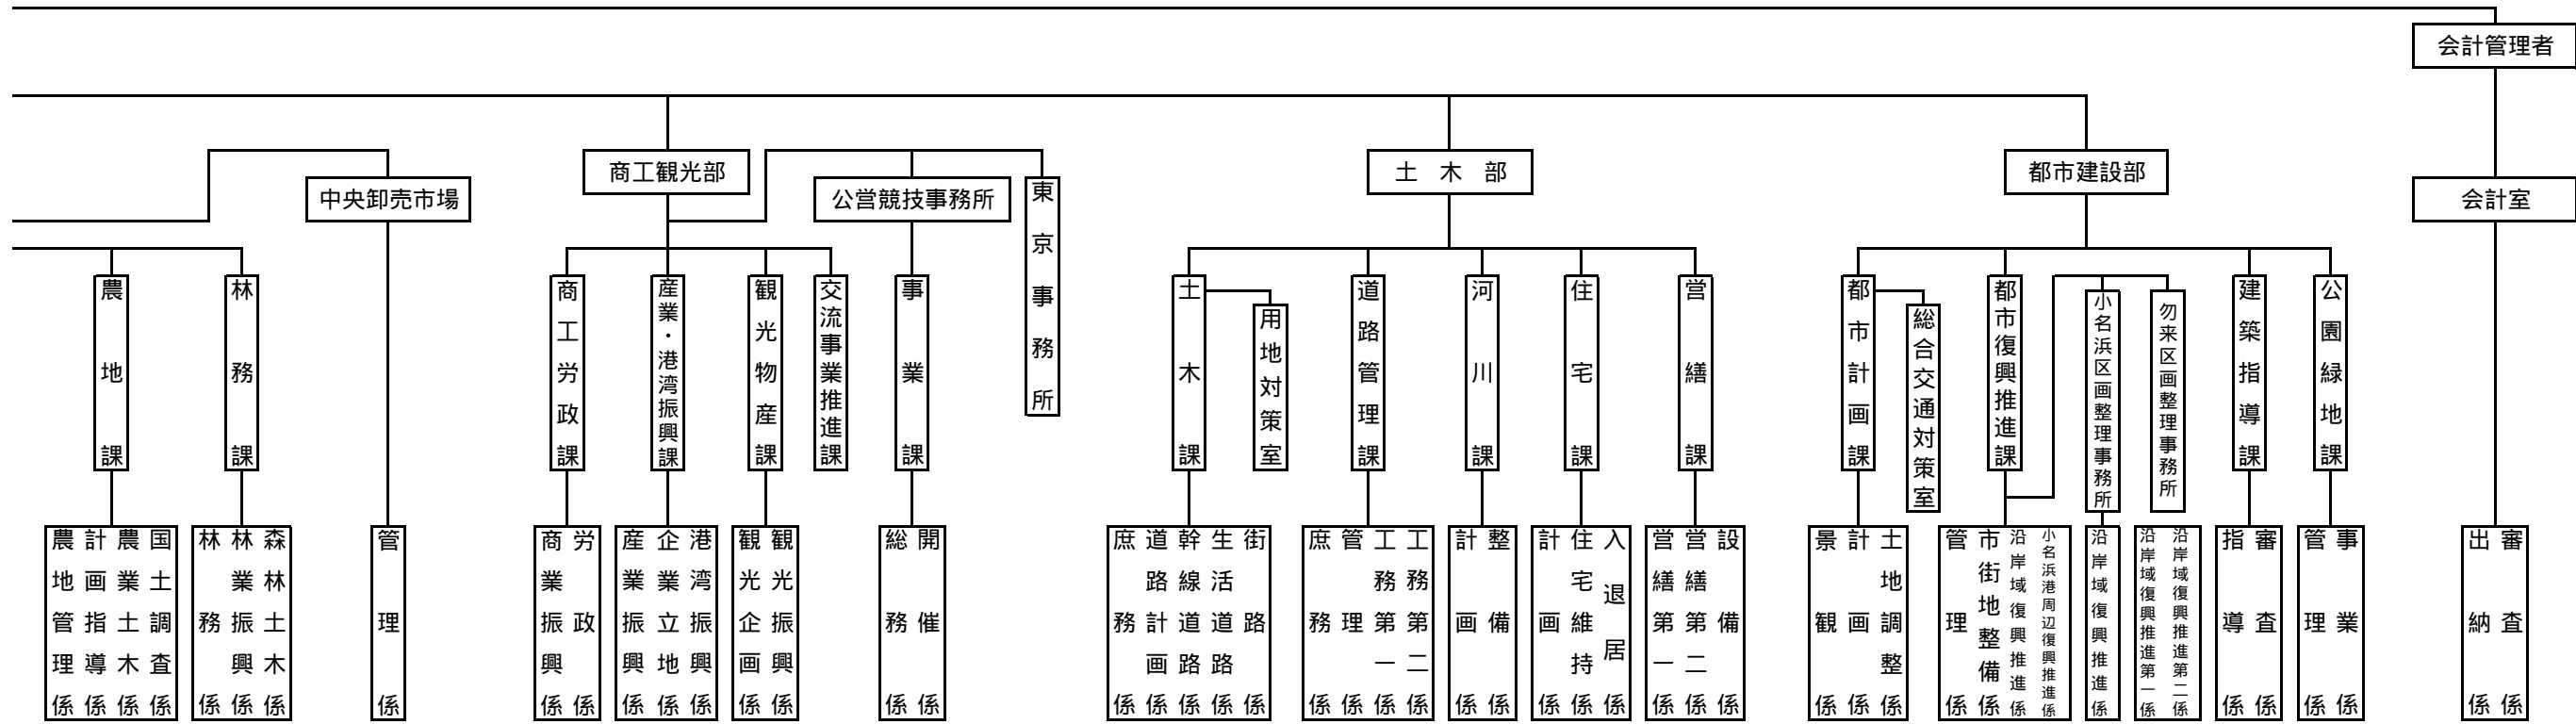 会計管理者
商工観光部
土木部
都市建設部
中央卸売市場
公営競技事務所
東京事務所
会計室
農地課
林務課
商工労政課
産業・港湾振興課
観光物産課
交流事業推進課
事業課
土木課
用地対策室
道路管理課
河川課
住宅課
営繕課
都市計画課
総合交通対策室
都市復興推進課
小名浜区画整理事務所
勿来区画整理事務所
建築指導課
公園緑地課
農地管理係
計画指導係
農業土木係
国土調査係
林務係
林業振興係
森林土木係
管理係
商業振興係
労政係
産業振興係
企業立地係
港湾振興係
観光企画係
観光振興係
総務係
開催係
庶務係
道路計画係
幹線道路係
生活道路係
街路係
庶務係
管理係
工務第一係
工務第二係
計画係
整備係
計画係
住宅維持係
入退居係
営繕第一係
営繕第二係
設備係
景観係
計画係
土地調整係
管理係
市街地整備係
沿岸域復興推進係
小名浜港周辺復興推進係
沿岸域復興推進係
沿岸域復興推進第一係
沿岸域復興推進第二係
指導係
審査係
管理係
事業係
出納係
審査係